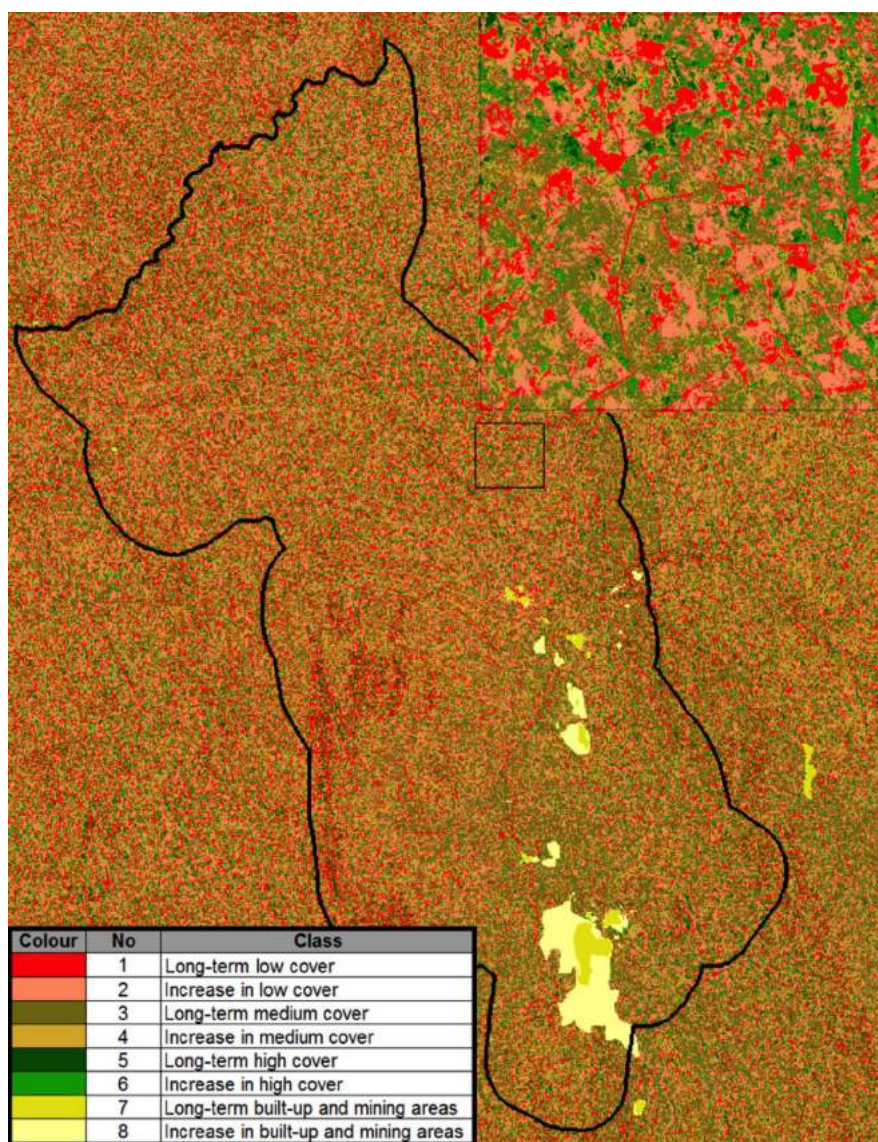 Colour No Class
1 Long-term low cover
2 Increase in low cover
3 Long-term medium cover
4 Increase in medium cover
5 Long-term high cover
6 Increase in high cover
7 Long-term built-up and mining areas
8 Increase in built-up and mining areas